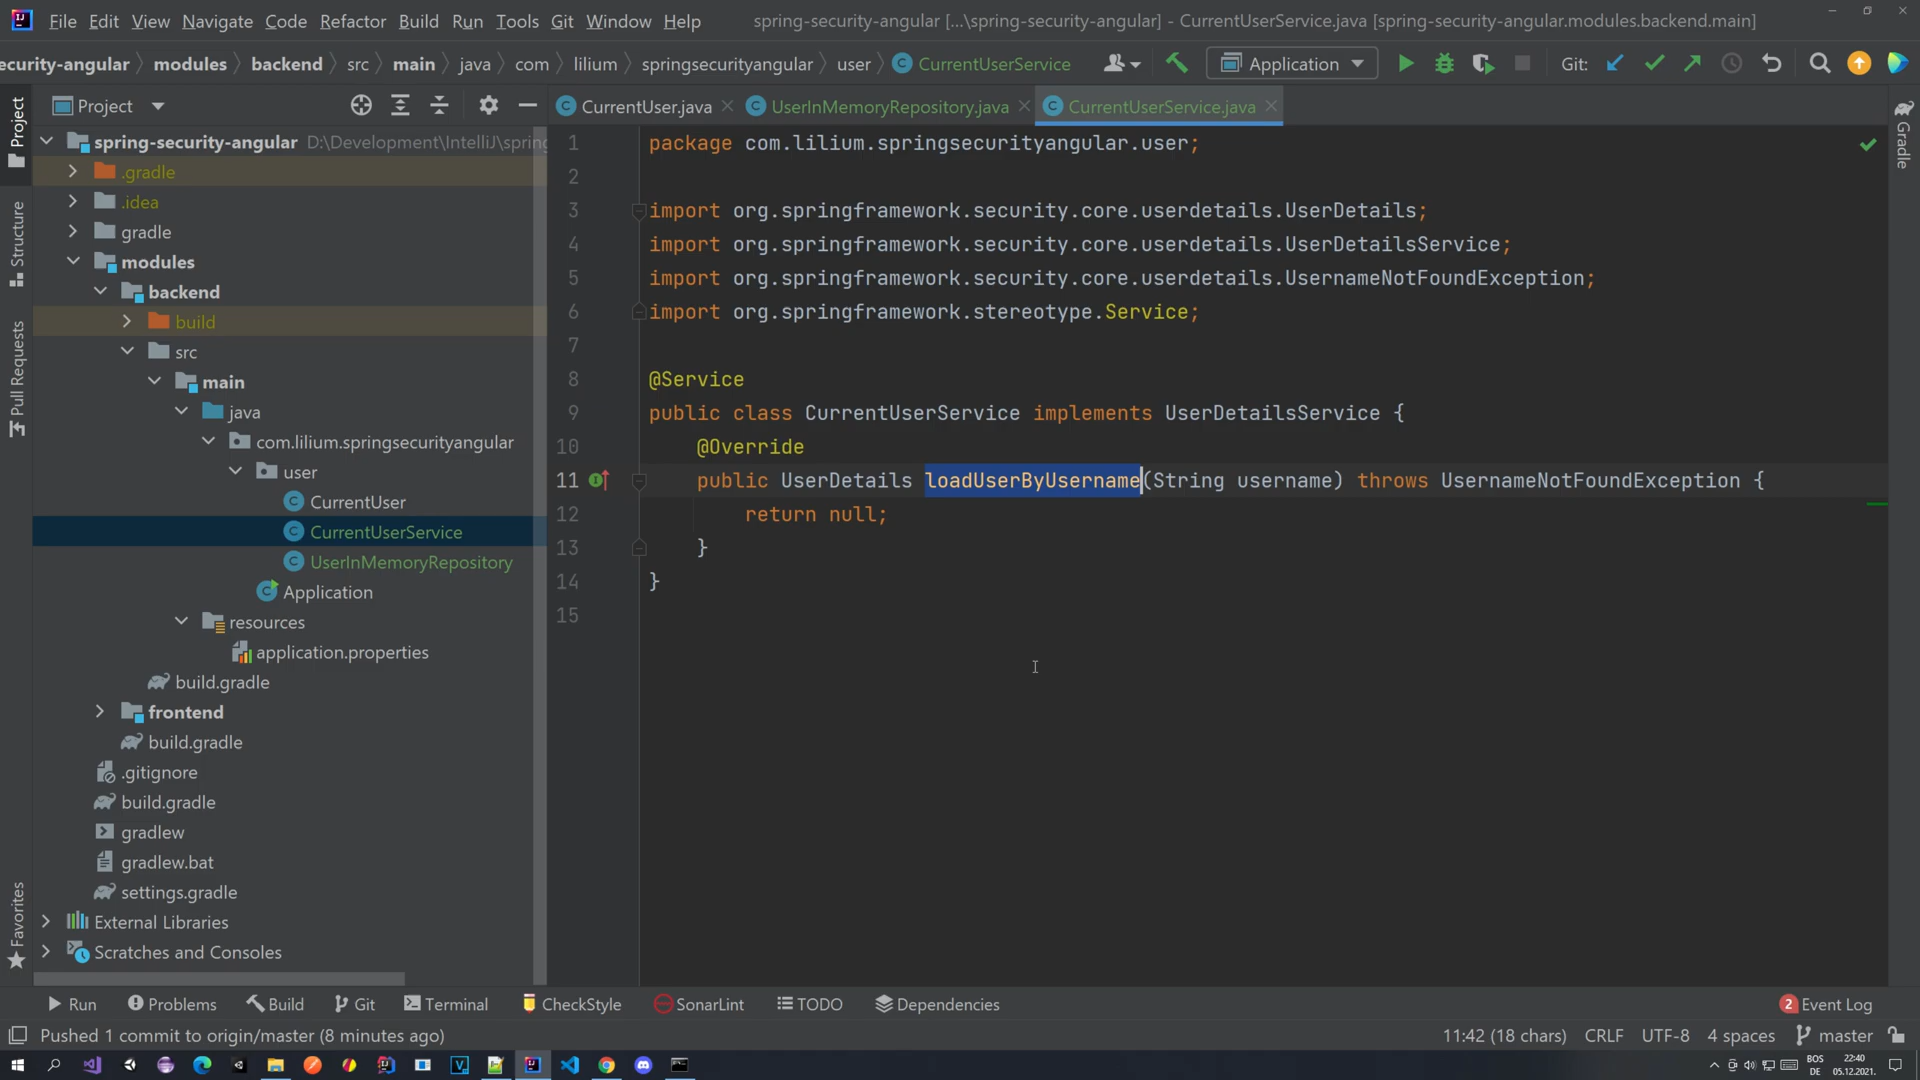 File Edit View Navigate Code Refactor Build Run Tools Git Window Help spring-security-angular [...\spring-security-angular] - CurrentUserService.java [spring-security-angular.modules.backend.main]
ecurity-angular modules backend src main java com lilium springsecurityangular user CurrentUserService Application Git:
Project CurrentUser.java UserInMemoryRepository.java CurrentUserService.java
Project
Structure
Pull Requests
Favorites
Gradle
spring-security-angular D:\Development\IntelliJ\spring
.gradle
.idea
gradle
modules
backend
build
src
main
java
com.lilium.springsecurityangular
user
CurrentUser
CurrentUserService
UserInMemoryRepository
Application
resources
application.properties
build.gradle
frontend
build.gradle
.gitignore
build.gradle
gradlew
gradlew.bat
settings.gradle
External Libraries
Scratches and Consoles
1 package com.lilium.springsecurityangular.user;
2
3 import org.springframework.security.core.userdetails.UserDetails;
4 import org.springframework.security.core.userdetails.UserDetailsService;
5 import org.springframework.security.core.userdetails.UsernameNotFoundException;
6 import org.springframework.stereotype.Service;
7
8 @Service
9 public class CurrentUserService implements UserDetailsService {
10 @Override
11 public UserDetails loadUserByUsername(String username) throws UsernameNotFoundException {
12 return null;
13 }
14 }
15
Run Problems Build Git Terminal CheckStyle SonarLint TODO Dependencies 2 Event Log
Pushed 1 commit to origin/master (8 minutes ago) 11:42 (18 chars) CRLF UTF-8 4 spaces master
BOS 22:40
DE 05.12.2021.